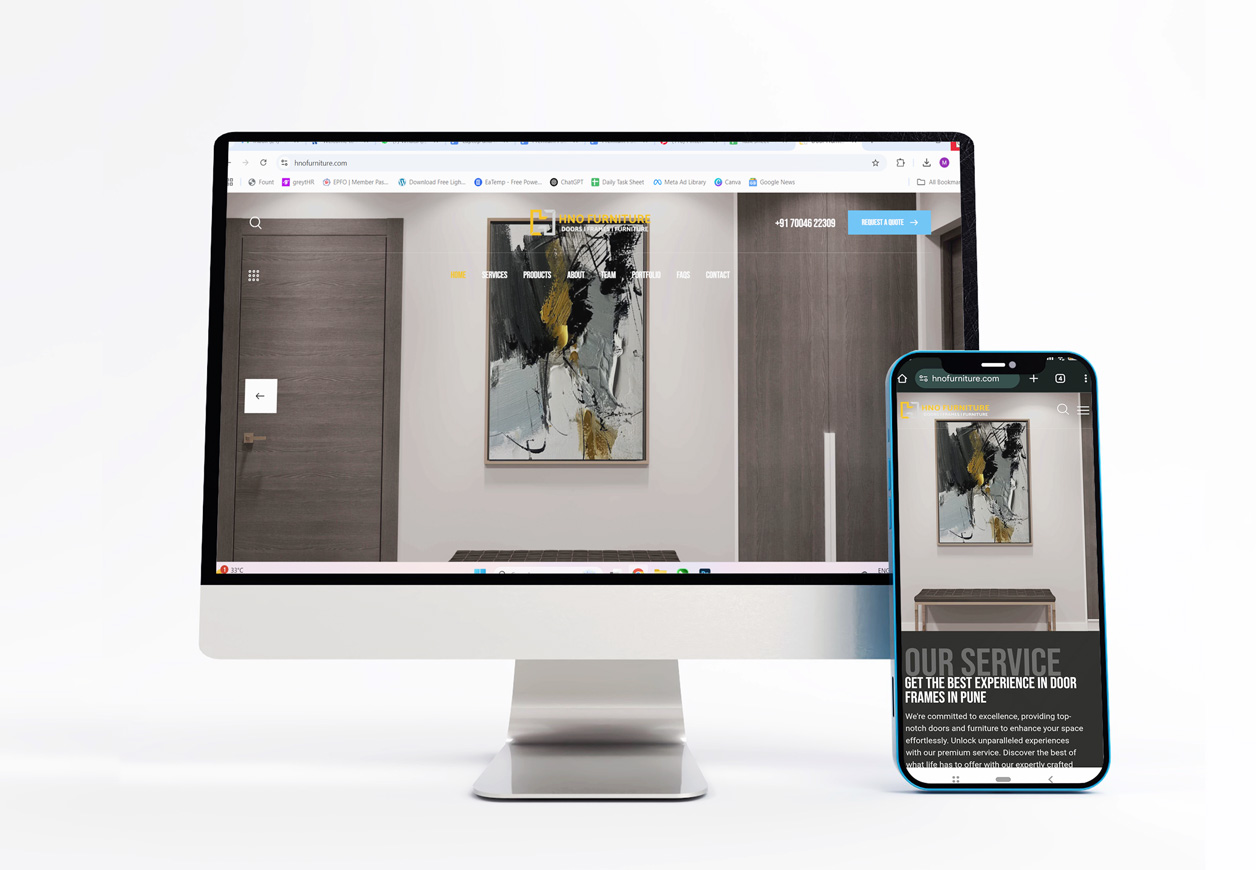 hnofurniture.com
Fount greytHR EPFO | Member Pas... Download Free Ligh... EaTemp - Free Powe... ChatGPT Daily Task Sheet Meta Ad Library Canva Google News All Bookmar
HNO FURNITURE
DOORS | FRAMES | FURNITURE
+91 70046 22309
REQUEST A QUOTE
HOME SERVICES PRODUCTS ABOUT TEAM PORTFOLIO FAQS CONTACT
1 33°C
ENG
hnofurniture.com
4
HNO FURNITURE
DOORS | FRAMES | FURNITURE
OUR SERVICE
GET THE BEST EXPERIENCE IN DOOR
FRAMES IN PUNE
We're committed to excellence, providing top-
notch doors and furniture to enhance your space
effortlessly. Unlock unparalleled experiences
with our premium service. Discover the best of
what life has to offer with our expertly crafted